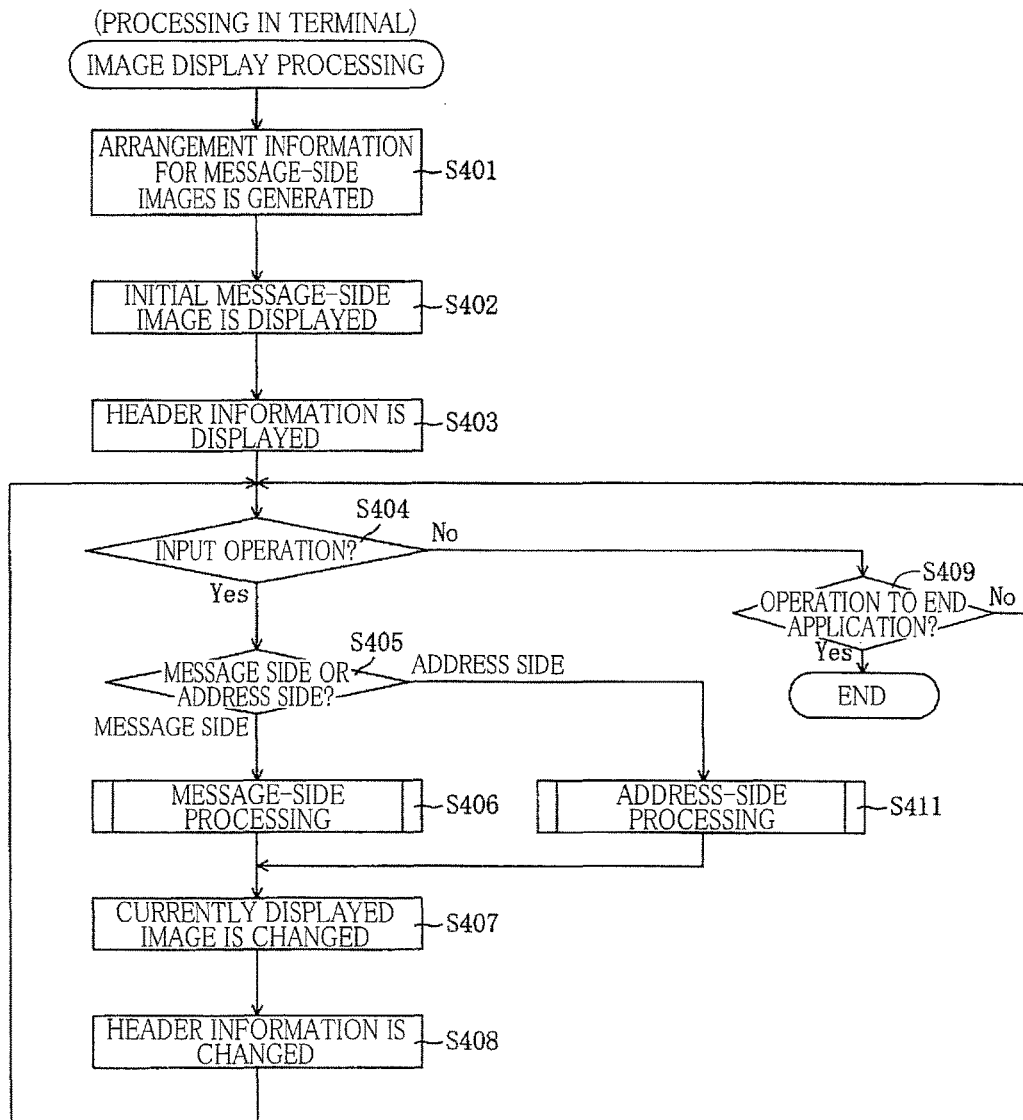 (PROCESSING IN TERMINAL)
IMAGE DISPLAY PROCESSING
ARRANGEMENT INFORMATION
FOR MESSAGE-SIDE
IMAGES IS GENERATED
S401
INITIAL MESSAGE-SIDE
IMAGE IS DISPLAYED
S402
HEADER INFORMATION IS
DISPLAYED
S403
S404
INPUT OPERATION?
No
Yes
S409
OPERATION TO END
APPLICATION?
No
Yes
END
S405
MESSAGE SIDE OR
ADDRESS SIDE?
ADDRESS SIDE
MESSAGE SIDE
MESSAGE-SIDE
PROCESSING
S406
ADDRESS-SIDE
PROCESSING
S411
CURRENTLY DISPLAYED
IMAGE IS CHANGED
S407
HEADER INFORMATION IS
CHANGED
S408